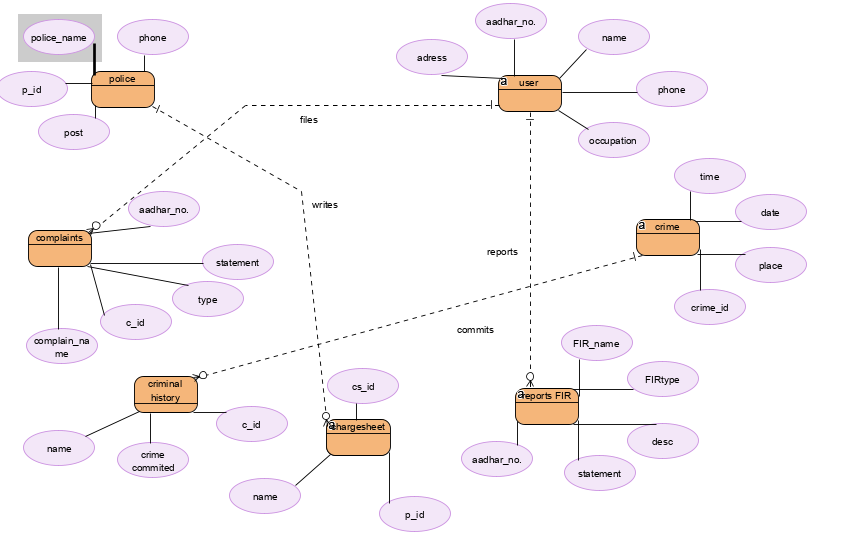 aadhar_no.
police_name
phone
name
adress
police
user
p_id
phone
files
post
occupation
time
aadhar_no.
writes
date
a
crime
complaints
statement
reports
place
type
crime_id
c_id
commits
complain_na
me
FIR_name
FIRtype
criminal
history
cs_id
reports FIR
c_id
chargesheet
desc
name
crime
commited
aadhar_no.
statement
name
p_id
a
a
a